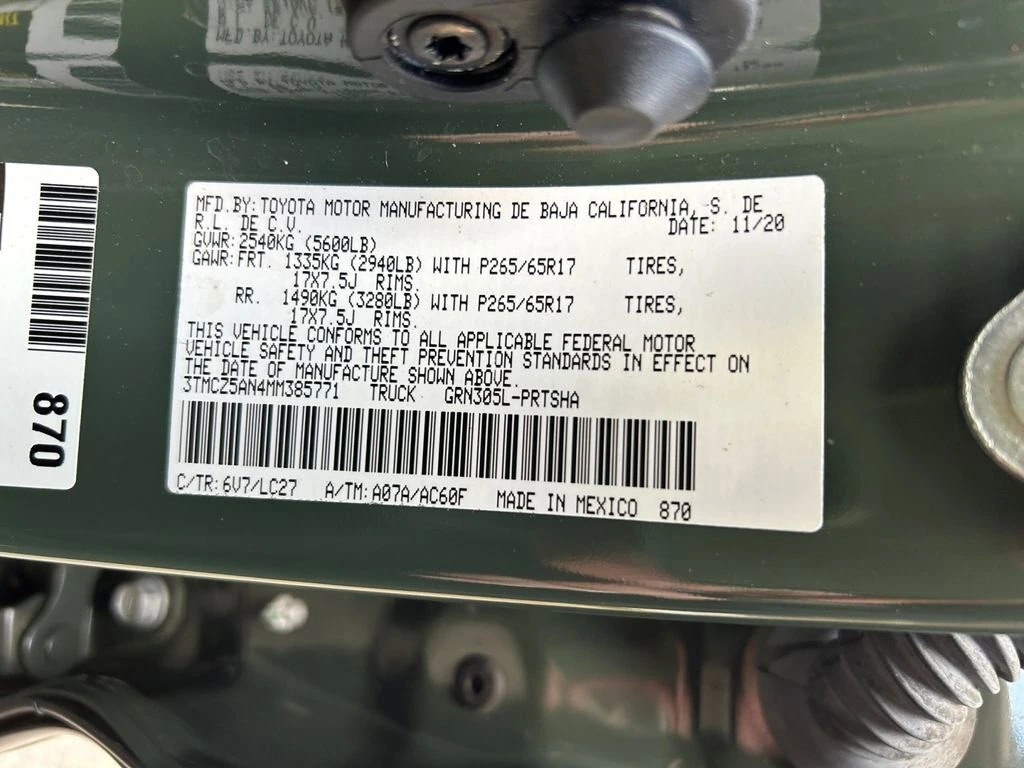 MFD.BY:TOYOTA MOTOR MANUFACTURING DE BAJA CALIFORNIA, S. DE
R.L. DE C.V. DATE: 11/20
GVWR:2540KG (5600LB)
GAWR:FRT. 1335KG (2940LB) WITH P265/65R17 TIRES,
17X7.5J RIMS.
RR. 1490KG (3280LB) WITH P265/65R17 TIRES,
17X7.5J RIMS.
THIS VEHICLE CONFORMS TO ALL APPLICABLE FEDERAL MOTOR
VEHICLE SAFETY AND THEFT PREVENTION STANDARDS IN EFFECT ON
THE DATE OF MANUFACTURE SHOWN ABOVE.
3TMCZ5AN4MM385771 TRUCK GRN305L-PRTSHA
C/TR:6V7/LC27 A/TM:A07A/AC60F MADE IN MEXICO 870
870